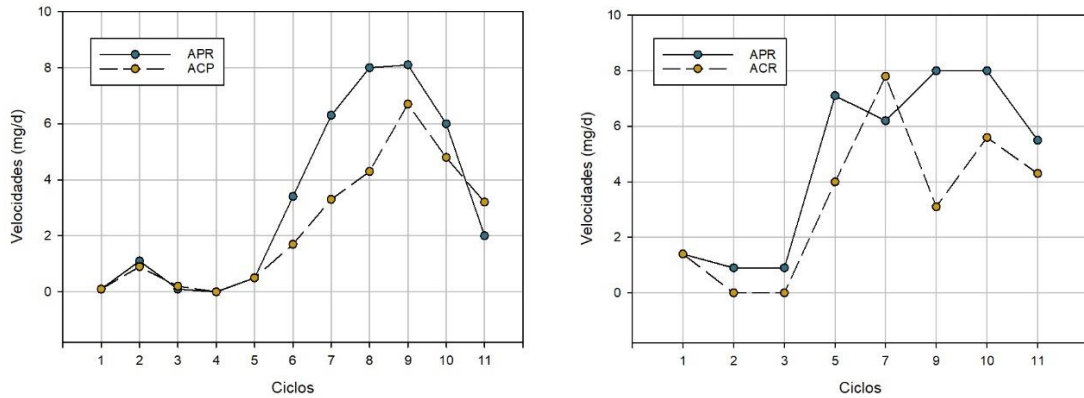 10
8
6
4
2
0
Velocidades (mg/d)
APR
ACP
1 2 3 4 5 6 7 8 9 10 11
Ciclos
10
8
6
4
2
0
Velocidades (mg/d)
APR
ACR
1 2 3 5 7 9 10 11
Ciclos